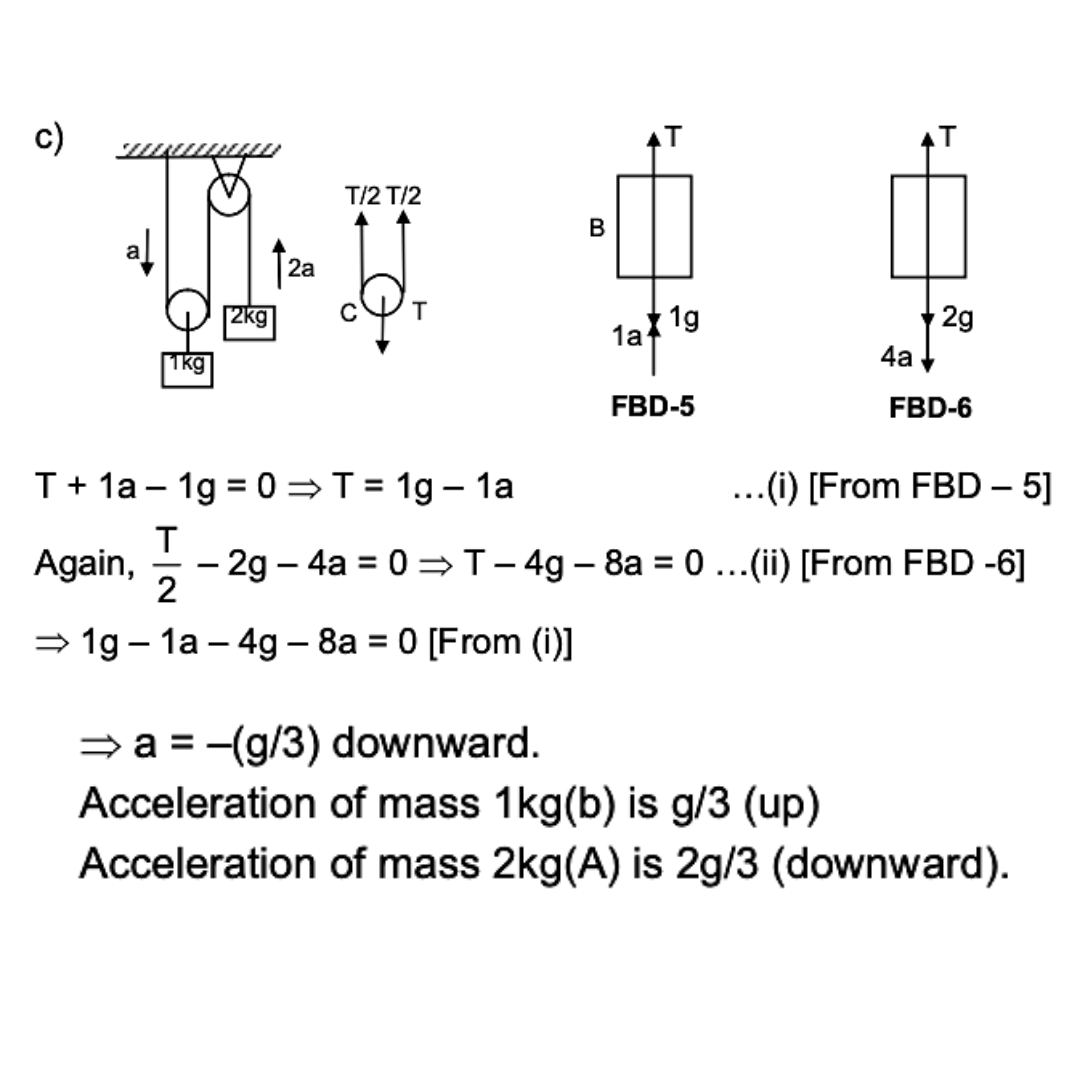 c)
T
T
T/2 T/2
B
a
2a
C
T
2kg
1g
1a
2g
1kg
4a
FBD-5
FBD-6
T + 1a – 1g = 0 ⇒ T = 1g – 1a …(i) [From FBD – 5]
Again, T/2 – 2g – 4a = 0 ⇒ T – 4g – 8a = 0 …(ii) [From FBD -6]
⇒ 1g – 1a – 4g – 8a = 0 [From (i)]
⇒ a = –(g/3) downward.
Acceleration of mass 1kg(b) is g/3 (up)
Acceleration of mass 2kg(A) is 2g/3 (downward).